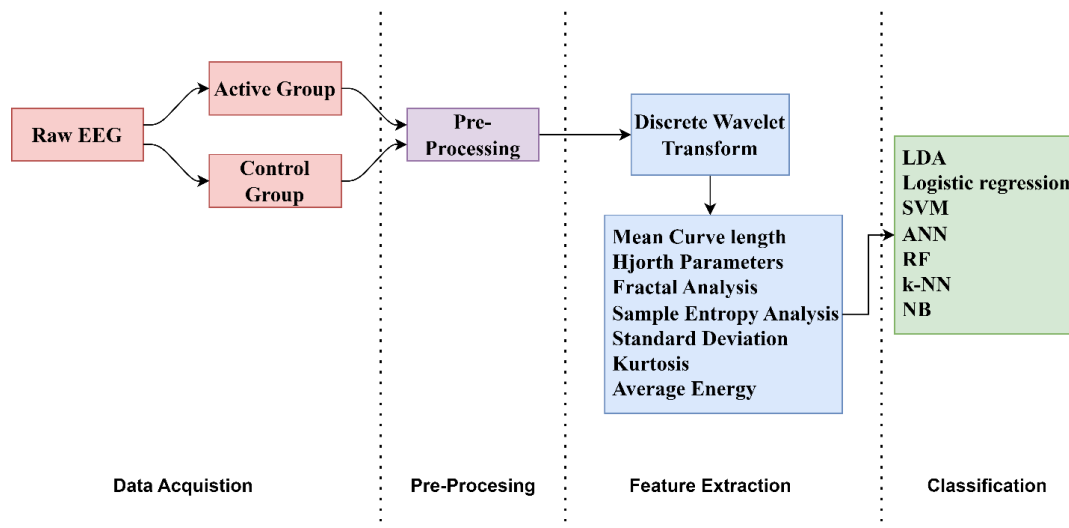 Raw EEG
Active Group
Control
Group
Pre-
Processing
Discrete Wavelet
Transform
Mean Curve length
Hjorth Parameters
Fractal Analysis
Sample Entropy Analysis
Standard Deviation
Kurtosis
Average Energy
LDA
Logistic regression
SVM
ANN
RF
k-NN
NB
Data Acquistion
Pre-Procesing
Feature Extraction
Classification